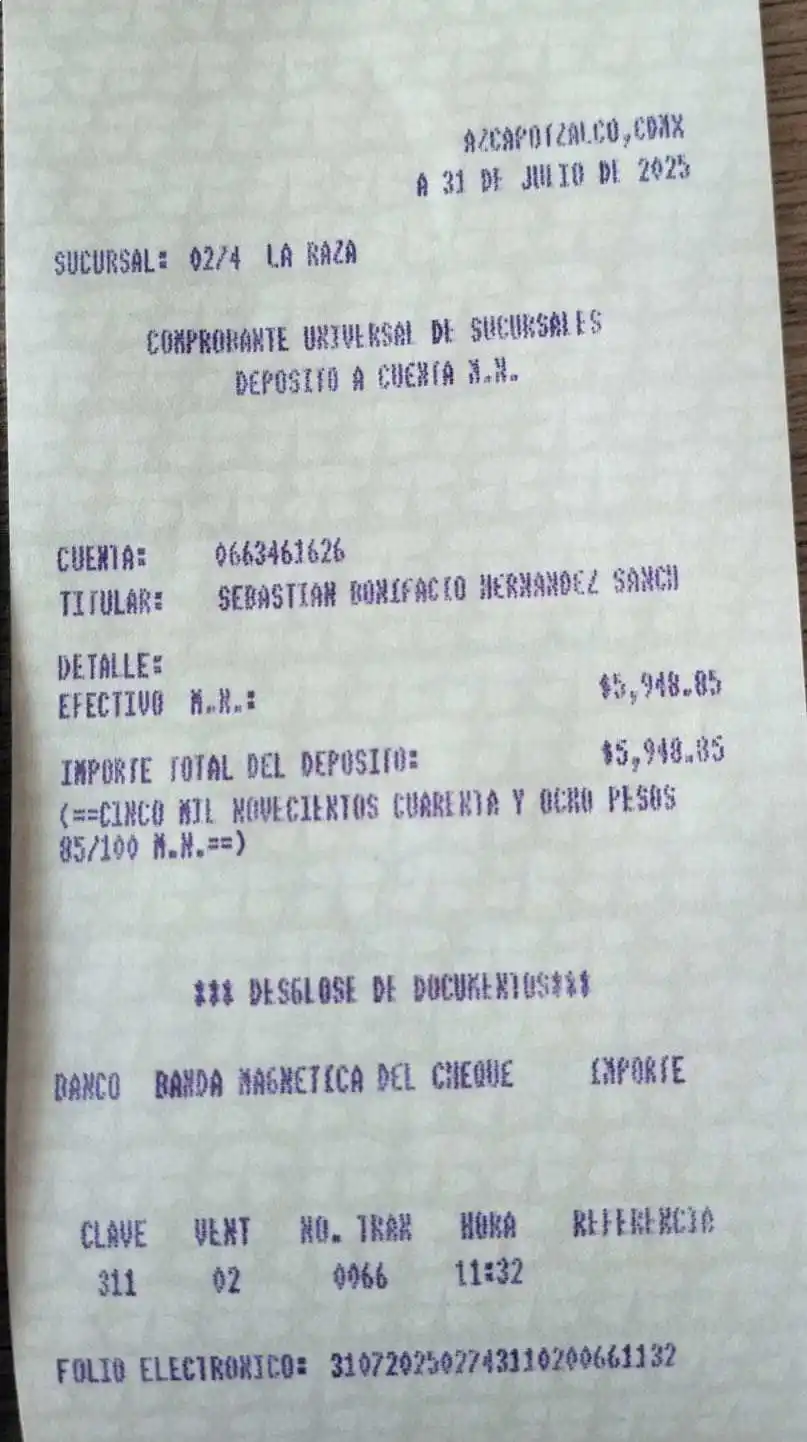 AZCAPOTZALCO,CDMX
A 31 DE JULIO DE 2025
SUCURSAL: 0274 LA RAZA
COMPROBANTE UNIVERSAL DE SUCURSALES
DEPOSITO A CUENTA M.N.
CUENTA: 0663461626
TITULAR: SEBASTIAN BONIFACIO HERNANDEZ SANCH
DETALLE:
EFECTIVO M.N.: $5,948.85
IMPORTE TOTAL DEL DEPOSITO: $5,948.85
(==CINCO MIL NOVECIENTOS CUARENTA Y OCHO PESOS
85/100 M.N.==)
*** DESGLOSE DE DOCUMENTOS***
BANCO BANDA MAGNETICA DEL CHEQUE IMPORTE
CLAVE VENT NO. TRAN HORA REFERENCIA
311 02 0066 11:32
FOLIO ELECTRONICO: 3107202502743110200661132